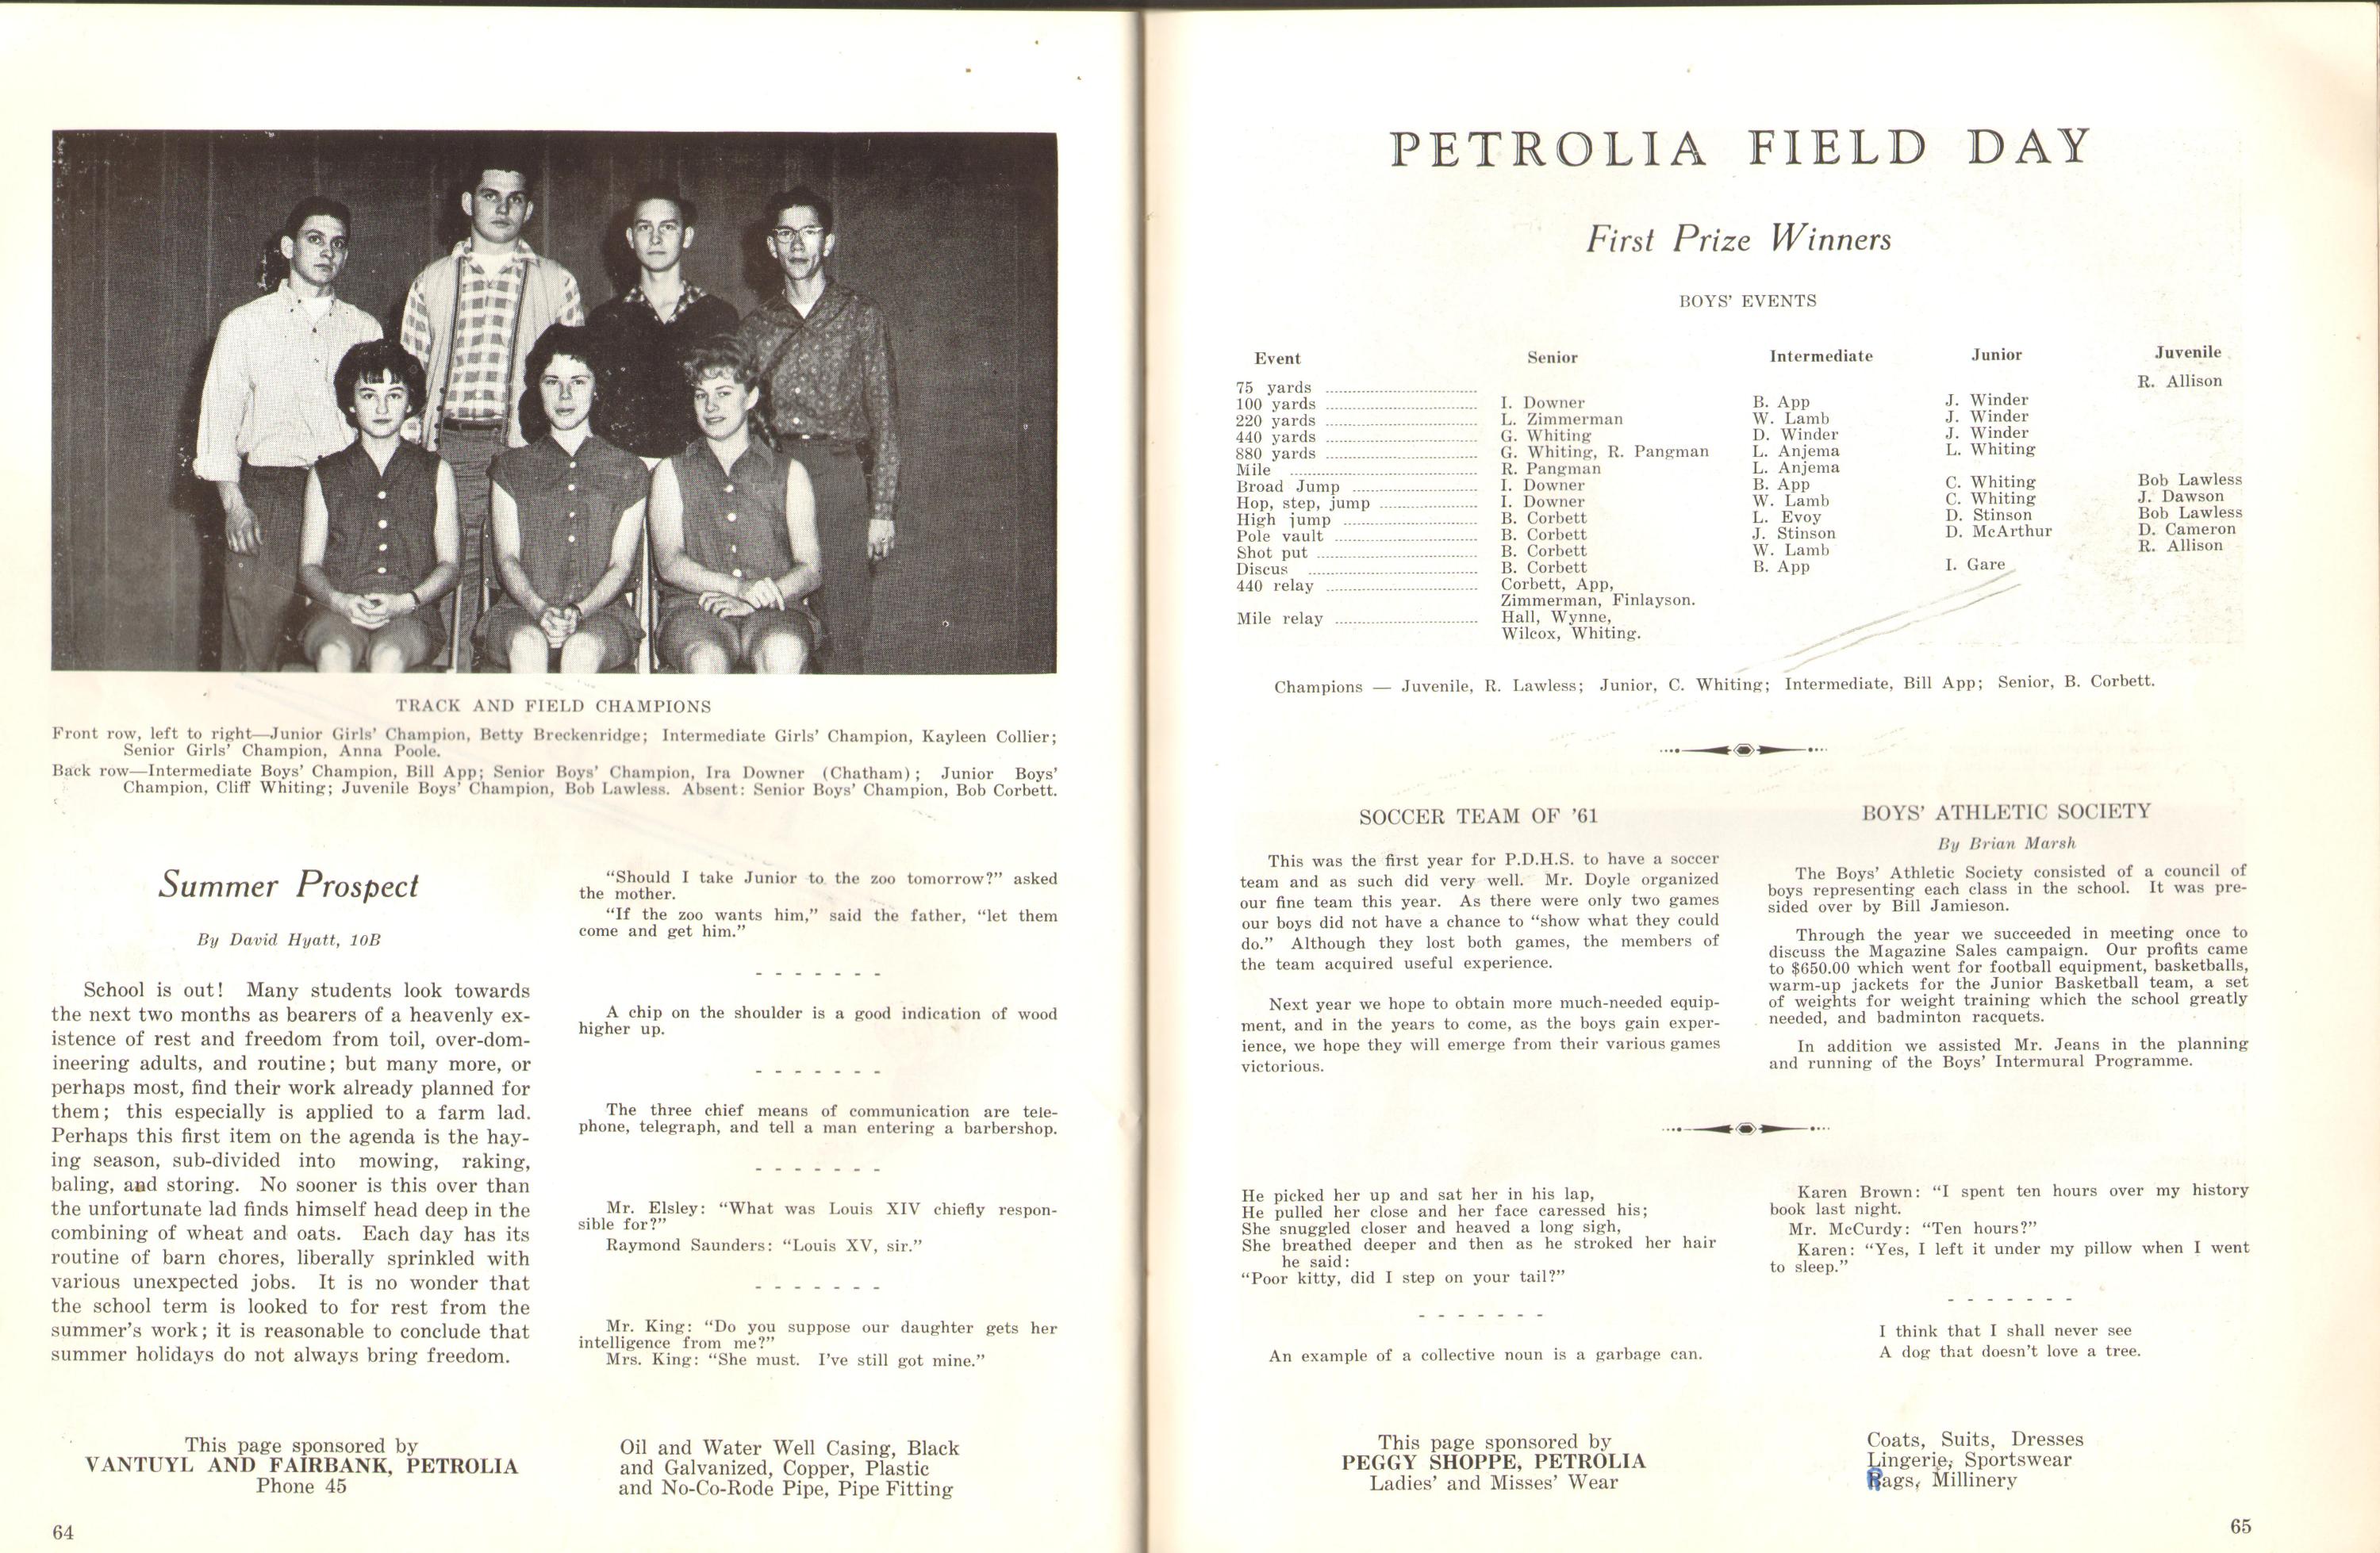 TRACK AND FIELD CHAMPIONS
Front row, left to right—Junior Girls' Champion, Betty Breckenridge; Intermediate Girls' Champion, Kayleen Collier;
Senior Girls' Champion, Anna Poole.
Back row—Intermediate Boys' Champion, Bill App; Senior Boys' Champion, Ira Downer (Chatham); Junior Boys'
Champion, Cliff Whiting; Juvenile Boys' Champion, Bob Lawless. Absent: Senior Boys' Champion, Bob Corbett.
Summer Prospect
By David Hyatt, 10B
School is out! Many students look towards
the next two months as bearers of a heavenly ex-
istence of rest and freedom from toil, over-dom-
ineering adults, and routine; but many more, or
perhaps most, find their work already planned for
them; this especially is applied to a farm lad.
Perhaps this first item on the agenda is the hay-
ing season, sub-divided into mowing, raking,
baling, and storing. No sooner is this over than
the unfortunate lad finds himself head deep in the
combining of wheat and oats. Each day has its
routine of barn chores, liberally sprinkled with
various unexpected jobs. It is no wonder that
the school term is looked to for rest from the
summer's work; it is reasonable to conclude that
summer holidays do not always bring freedom.
"Should I take Junior to the zoo tomorrow?" asked
the mother.
"If the zoo wants him," said the father, "let them
come and get him."
- - - - - - -
A chip on the shoulder is a good indication of wood
higher up.
- - - - - - -
The three chief means of communication are tele-
phone, telegraph, and tell a man entering a barbershop.
- - - - - - -
Mr. Elsley: "What was Louis XIV chiefly respon-
sible for?"
Raymond Saunders: "Louis XV, sir."
- - - - - - -
Mr. King: "Do you suppose our daughter gets her
intelligence from me?"
Mrs. King: "She must. I've still got mine."
This page sponsored by
VANTUYL AND FAIRBANK, PETROLIA
Phone 45
Oil and Water Well Casing, Black
and Galvanized, Copper, Plastic
and No-Co-Rode Pipe, Pipe Fitting
64
PETROLIA FIELD DAY
First Prize Winners
BOYS' EVENTS
Event Senior Intermediate Junior Juvenile
75 yards R. Allison
100 yards I. Downer B. App J. Winder
220 yards L. Zimmerman W. Lamb J. Winder
440 yards G. Whiting D. Winder J. Winder
880 yards G. Whiting, R. Pangman L. Anjema L. Whiting
Mile R. Pangman L. Anjema
Broad Jump I. Downer B. App C. Whiting Bob Lawless
Hop, step, jump I. Downer W. Lamb C. Whiting J. Dawson
High jump B. Corbett L. Evoy D. Stinson Bob Lawless
Pole vault B. Corbett J. Stinson D. McArthur D. Cameron
Shot put B. Corbett W. Lamb R. Allison
Discus B. Corbett B. App I. Gare
440 relay Corbett, App,
Zimmerman, Finlayson.
Mile relay Hall, Wynne,
Wilcox, Whiting.
Champions — Juvenile, R. Lawless; Junior, C. Whiting; Intermediate, Bill App; Senior, B. Corbett.
SOCCER TEAM OF '61
This was the first year for P.D.H.S. to have a soccer
team and as such did very well. Mr. Doyle organized
our fine team this year. As there were only two games
our boys did not have a chance to "show what they could
do." Although they lost both games, the members of
the team acquired useful experience.
Next year we hope to obtain more much-needed equip-
ment, and in the years to come, as the boys gain exper-
ience, we hope they will emerge from their various games
victorious.
BOYS' ATHLETIC SOCIETY
By Brian Marsh
The Boys' Athletic Society consisted of a council of
boys representing each class in the school. It was pre-
sided over by Bill Jamieson.
Through the year we succeeded in meeting once to
discuss the Magazine Sales campaign. Our profits came
to $650.00 which went for football equipment, basketballs,
warm-up jackets for the Junior Basketball team, a set
of weights for weight training which the school greatly
needed, and badminton racquets.
In addition we assisted Mr. Jeans in the planning
and running of the Boys' Intermural Programme.
He picked her up and sat her in his lap,
He pulled her close and her face caressed his;
She snuggled closer and heaved a long sigh,
She breathed deeper and then as he stroked her hair
he said:
"Poor kitty, did I step on your tail?"
- - - - - - -
An example of a collective noun is a garbage can.
Karen Brown: "I spent ten hours over my history
book last night.
Mr. McCurdy: "Ten hours?"
Karen: "Yes, I left it under my pillow when I went
to sleep."
- - - - - - -
I think that I shall never see
A dog that doesn't love a tree.
This page sponsored by
PEGGY SHOPPE, PETROLIA
Ladies' and Misses' Wear
Coats, Suits, Dresses
Lingerie, Sportswear
Bags, Millinery
65